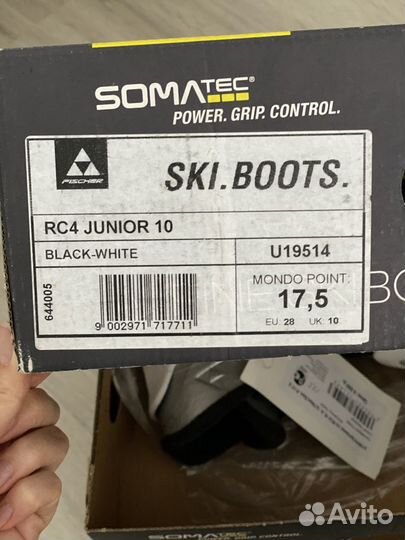 SOMATEC®
POWER. GRIP. CONTROL.
FISCHER
SKI.BOOTS.
RC4 JUNIOR 10
BLACK-WHITE
U19514
644005
9 002971 717711
MONDO POINT:
17,5
EU: 28 UK: 10
SOMATEC
Avito